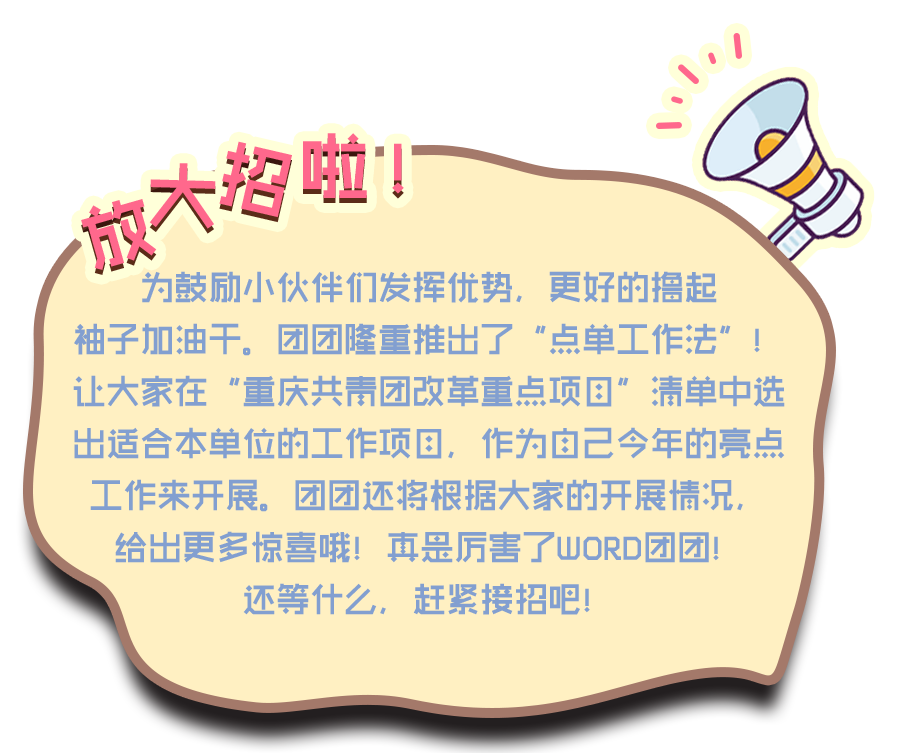 放大招啦！
为鼓励小伙伴们发挥优势，更好的撸起
袖子加油干。团团隆重推出了“点单工作法”！
让大家在“重庆共青团改革重点项目”清单中选
出适合本单位的工作项目，作为自己今年的亮点
工作来开展。团团还将根据大家的开展情况，
给出更多惊喜哦！真是厉害了WORD团团！
还等什么，赶紧接招吧！